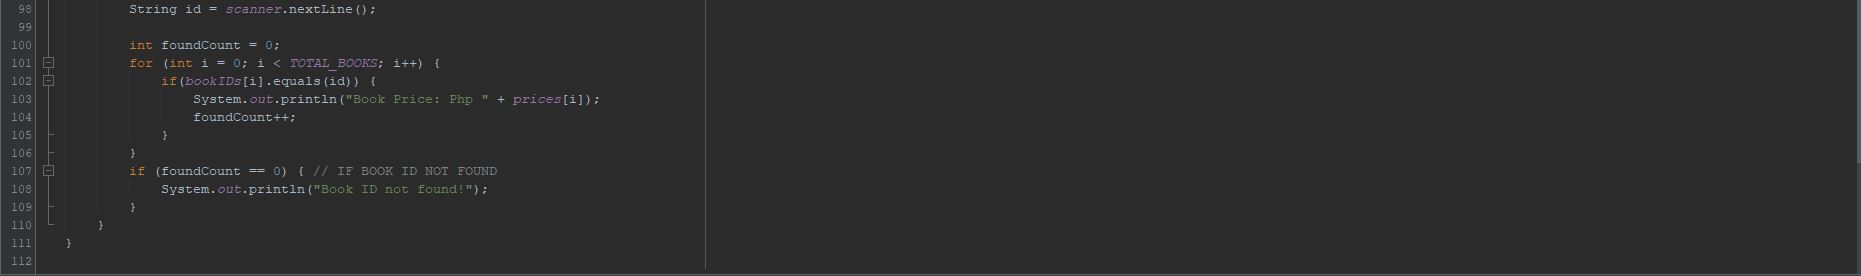 98 String id = scanner.nextLine();
99
100 int foundCount = 0;
101 for (int i = 0; i < TOTAL_BOOKS; i++) {
102 if(bookIDs[i].equals(id)) {
103 System.out.println("Book Price: Php " + prices[i]);
104 foundCount++;
105 }
106 }
107 if (foundCount == 0) { // IF BOOK ID NOT FOUND
108 System.out.println("Book ID not found!");
109 }
110 }
111 }
112